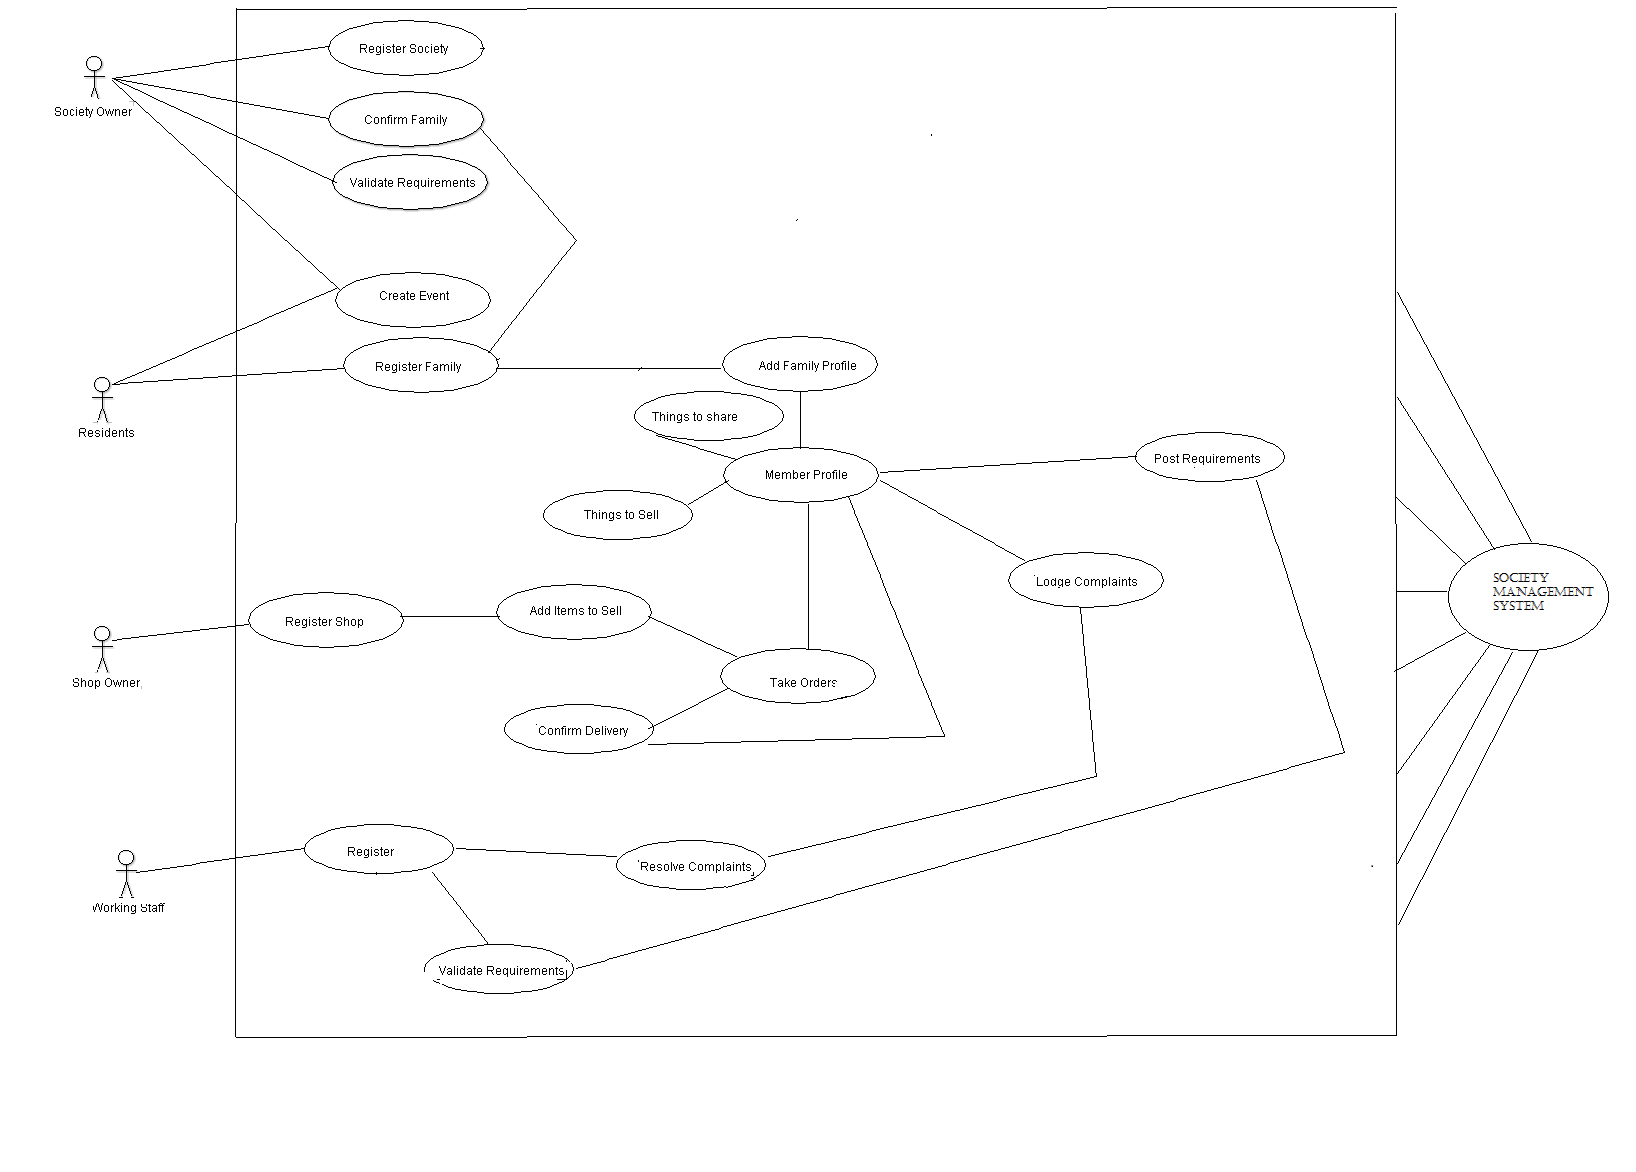 Register Society
Society Owner
Confirm Family
Validate Requirements
Create Event
Register Family
Add Family Profile
Things to share
Residents
Post Requirements
Member Profile
Things to Sell
Lodge Complaints
SOCIETY
MANAGEMENT
SYSTEM
Add Items to Sell
Register Shop
Shop Owner
Take Orders
Confirm Delivery
Register
Resolve Complaints
Working Staff
Validate Requirements